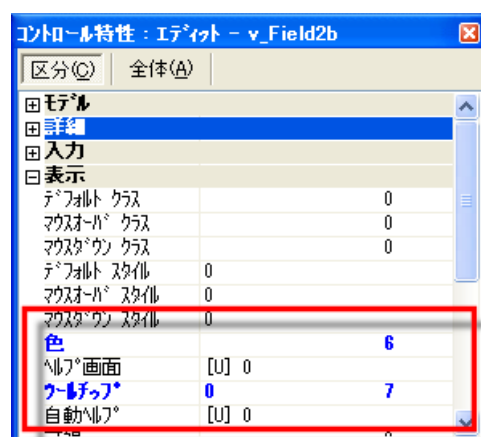 コントロール特性 : エディット - v_Field2b
区分(C) 全体(A)
モデル
詳細
入力
表示
デフォルト クラス 0
マウスオーバ クラス 0
マウスダウン クラス 0
デフォルト スタイル 0
マウスオーバ スタイル 0
マウスダウン スタイル 0
色 6
ヘルプ画面 [U] 0
ツールチップ 0 7
自動ヘルプ [U] 0